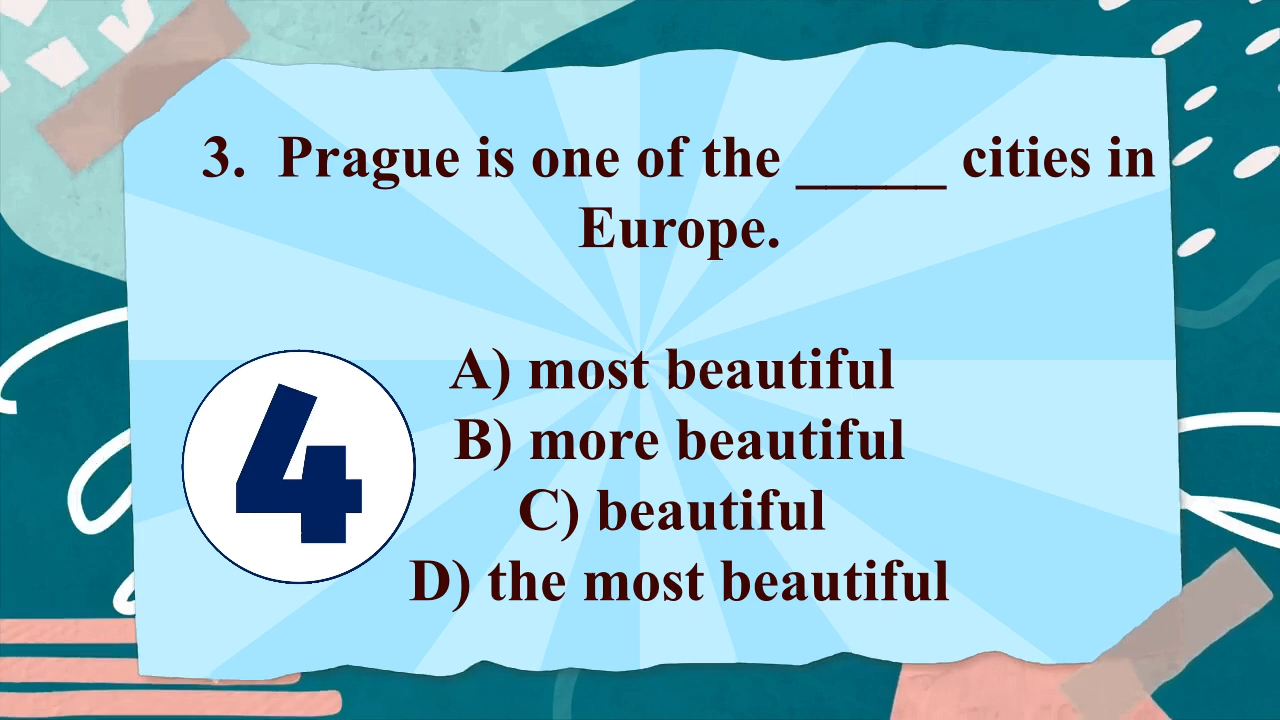 3. Prague is one of the _____ cities in
Europe.
A) most beautiful
B) more beautiful
C) beautiful
D) the most beautiful
4